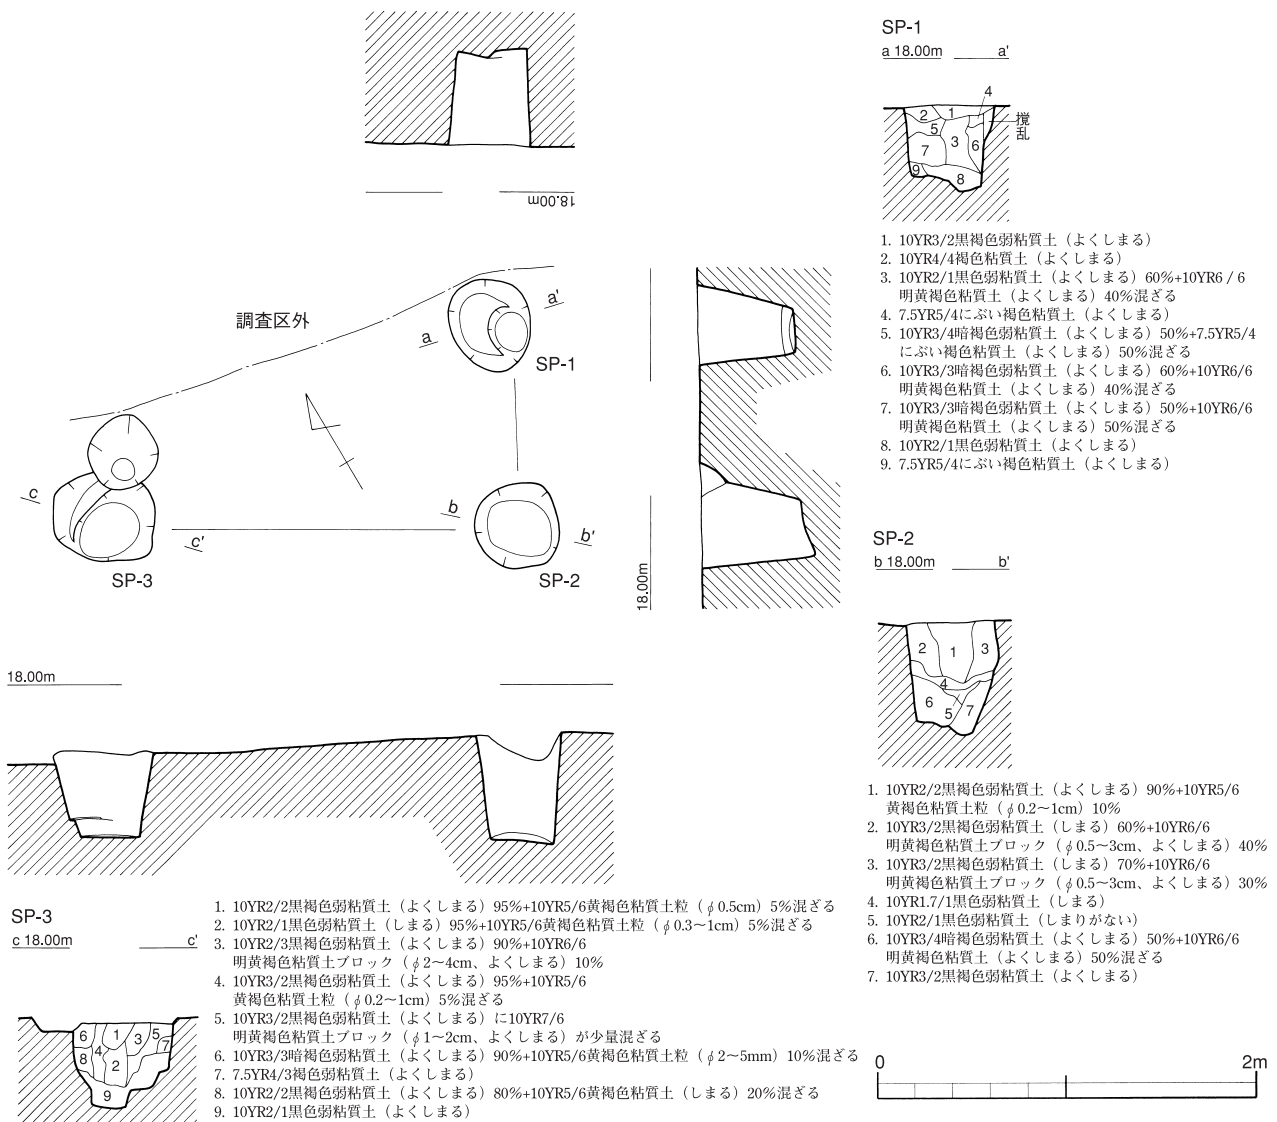 18.00m
調査区外
a
a'
SP-1
c
c'
SP-3
b
b'
SP-2
18.00m
18.00m
SP-1
a 18.00m a'
4
2 1
5
7 3 6
9 8
撹乱
1. 10YR3/2黒褐色弱粘質土（よくしまる）
2. 10YR4/4褐色粘質土（よくしまる）
3. 10YR2/1黒色弱粘質土（よくしまる）60%+10YR6/6
明黄褐色粘質土（よくしまる）40%混ざる
4. 7.5YR5/4にぶい褐色粘質土（よくしまる）
5. 10YR3/4暗褐色弱粘質土（よくしまる）50%+7.5YR5/4
にぶい褐色粘質土（よくしまる）50%混ざる
6. 10YR3/3暗褐色弱粘質土（よくしまる）60%+10YR6/6
明黄褐色粘質土（よくしまる）40%混ざる
7. 10YR3/3暗褐色弱粘質土（よくしまる）50%+10YR6/6
明黄褐色粘質土（よくしまる）50%混ざる
8. 10YR2/1黒色弱粘質土（よくしまる）
9. 7.5YR5/4にぶい褐色粘質土（よくしまる）
SP-2
b 18.00m b'
2 1 3
4
6 5 7
1. 10YR2/2黒褐色弱粘質土（よくしまる）90%+10YR5/6
黄褐色粘質土粒（φ0.2〜1cm）10%
2. 10YR3/2黒褐色弱粘質土（しまる）60%+10YR6/6
明黄褐色粘質土ブロック（φ0.5〜3cm、よくしまる）40%
3. 10YR3/2黒褐色弱粘質土（しまる）70%+10YR6/6
明黄褐色粘質土ブロック（φ0.5〜3cm、よくしまる）30%
4. 10YR1.7/1黒色弱粘質土（しまる）
5. 10YR2/1黒色弱粘質土（しまりがない）
6. 10YR3/4暗褐色弱粘質土（よくしまる）50%+10YR6/6
明黄褐色粘質土（よくしまる）50%混ざる
7. 10YR3/2黒褐色弱粘質土（よくしまる）
SP-3
c 18.00m c'
6 1 3 5
8 4 2 7
9
1. 10YR2/2黒褐色弱粘質土（よくしまる）95%+10YR5/6黄褐色粘質土粒（φ0.5cm）5%混ざる
2. 10YR2/1黒色弱粘質土（しまる）95%+10YR5/6黄褐色粘質土粒（φ0.3〜1cm）5%混ざる
3. 10YR2/3黒褐色弱粘質土（よくしまる）90%+10YR6/6
明黄褐色粘質土ブロック（φ2〜4cm、よくしまる）10%
4. 10YR3/2黒褐色弱粘質土（よくしまる）95%+10YR5/6
黄褐色粘質土粒（φ0.2〜1cm）5%混ざる
5. 10YR3/2黒褐色弱粘質土（よくしまる）に10YR7/6
明黄褐色粘質土ブロック（φ1〜2cm、よくしまる）が少量混ざる
6. 10YR3/3暗褐色弱粘質土（よくしまる）90%+10YR5/6黄褐色粘質土粒（φ2〜5mm）10%混ざる
7. 7.5YR4/3褐色弱粘質土（よくしまる）
8. 10YR2/2黒褐色弱粘質土（よくしまる）80%+10YR5/6黄褐色粘質土（しまる）20%混ざる
9. 10YR2/1黒色弱粘質土（よくしまる）
0 2m